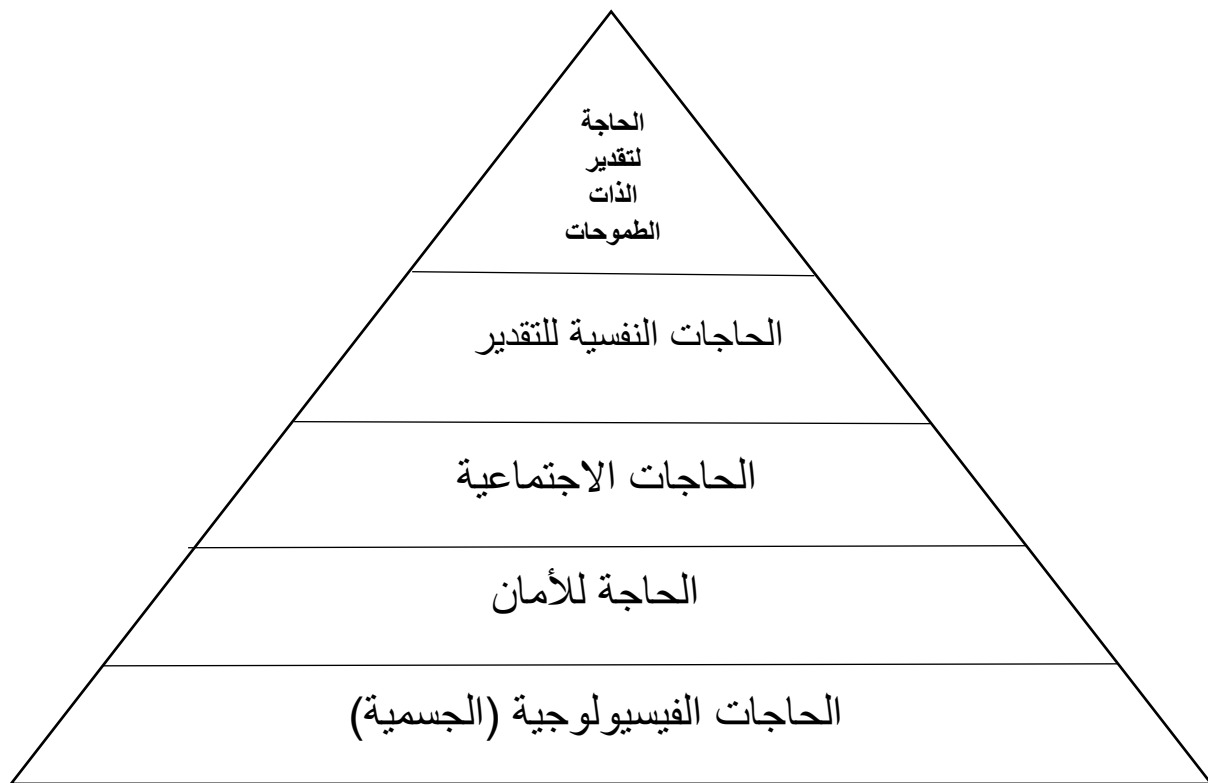 الحاجة
لتقدير
الذات
الطموحات
الحاجات النفسية للتقدير
الحاجات الاجتماعية
الحاجة للأمان
الحاجات الفيسيولوجية (الجسمية)